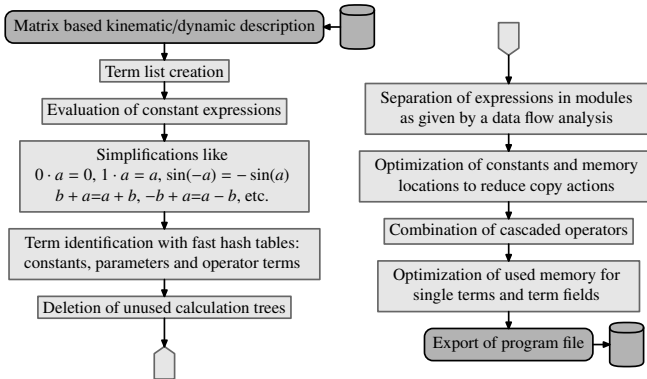 Matrix based kinematic/dynamic description
Term list creation
Evaluation of constant expressions
Simplifications like
0 · a = 0, 1 · a = a, sin(−a) = − sin(a)
b + a=a + b, −b + a=a − b, etc.
Term identification with fast hash tables:
constants, parameters and operator terms
Deletion of unused calculation trees
Separation of expressions in modules
as given by a data flow analysis
Optimization of constants and memory
locations to reduce copy actions
Combination of cascaded operators
Optimization of used memory for
single terms and term fields
Export of program file